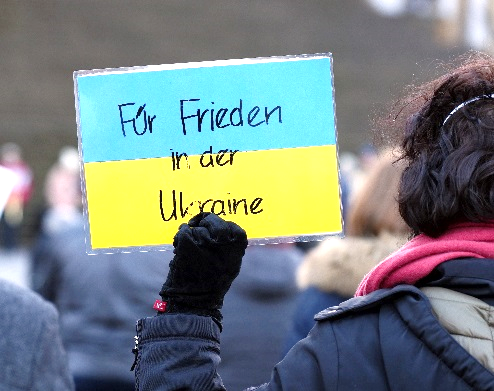 Für Frieden
in der
Ukraine